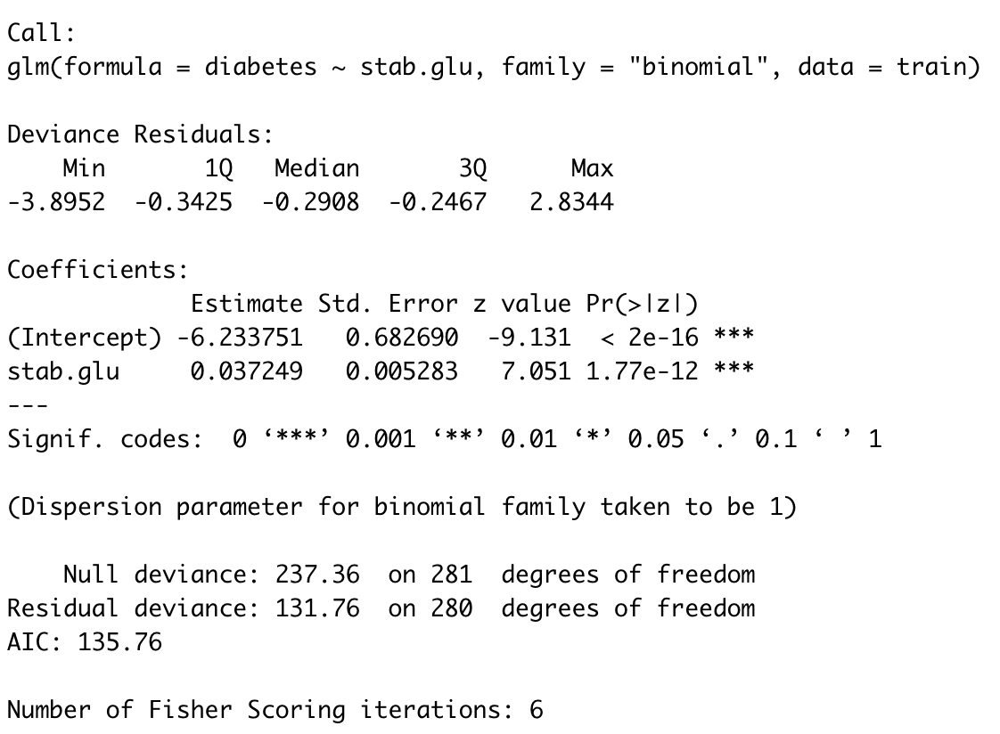 Call:
glm(formula = diabetes ~ stab.glu, family = "binomial", data = train)
Deviance Residuals:
    Min       1Q   Median       3Q      Max
-3.8952  -0.3425  -0.2908  -0.2467   2.8344
Coefficients:
             Estimate Std. Error z value Pr(>|z|)
(Intercept) -6.233751   0.682690  -9.131  < 2e-16 ***
stab.glu     0.037249   0.005283   7.051 1.77e-12 ***
---
Signif. codes:  0 ‘***’ 0.001 ‘**’ 0.01 ‘*’ 0.05 ‘.’ 0.1 ‘ ’ 1
(Dispersion parameter for binomial family taken to be 1)
    Null deviance: 237.36  on 281  degrees of freedom
Residual deviance: 131.76  on 280  degrees of freedom
AIC: 135.76
Number of Fisher Scoring iterations: 6